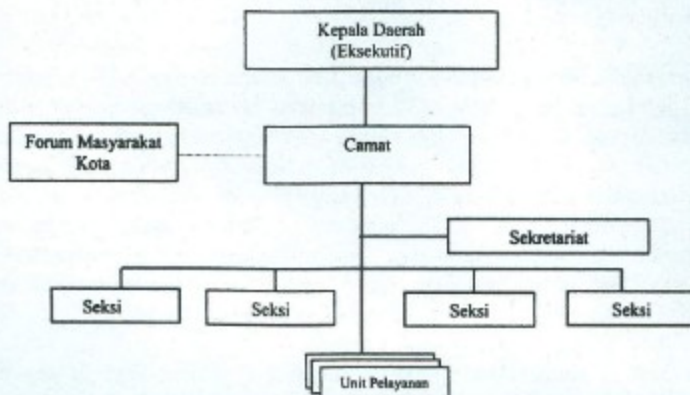 Kepala Daerah
(Eksekutif)
Forum Masyarakat
Kota
Camat
Sekretariat
Seksi
Seksi
Seksi
Seksi
Unit Pelayanan